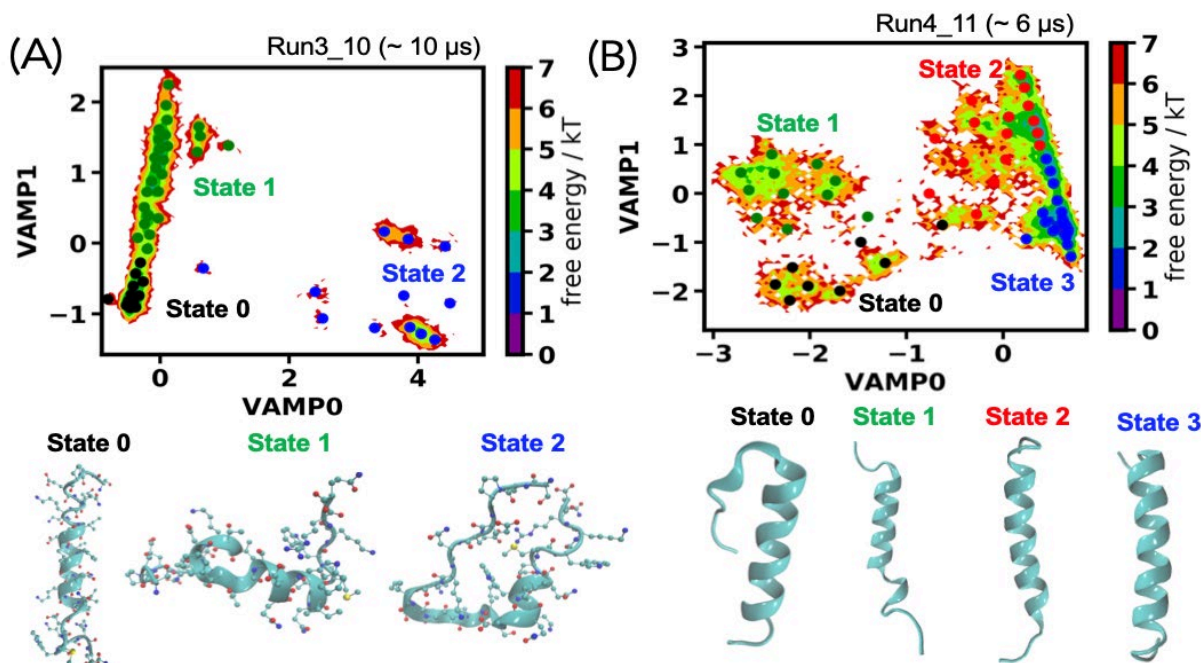 (A)
Run3_10 (~ 10 µs)
VAMP1
2
1
0
−1
0
2
4
VAMP0
State 1
State 2
State 0
7
6
5
4
3
2
1
0
free energy / kT
State 0
State 1
State 2
(B)
Run4_11 (~ 6 µs)
VAMP1
3
2
1
0
−1
−2
−3
−2
−1
0
VAMP0
State 2
State 1
State 3
State 0
7
6
5
4
3
2
1
0
free energy / kT
State 0
State 1
State 2
State 3